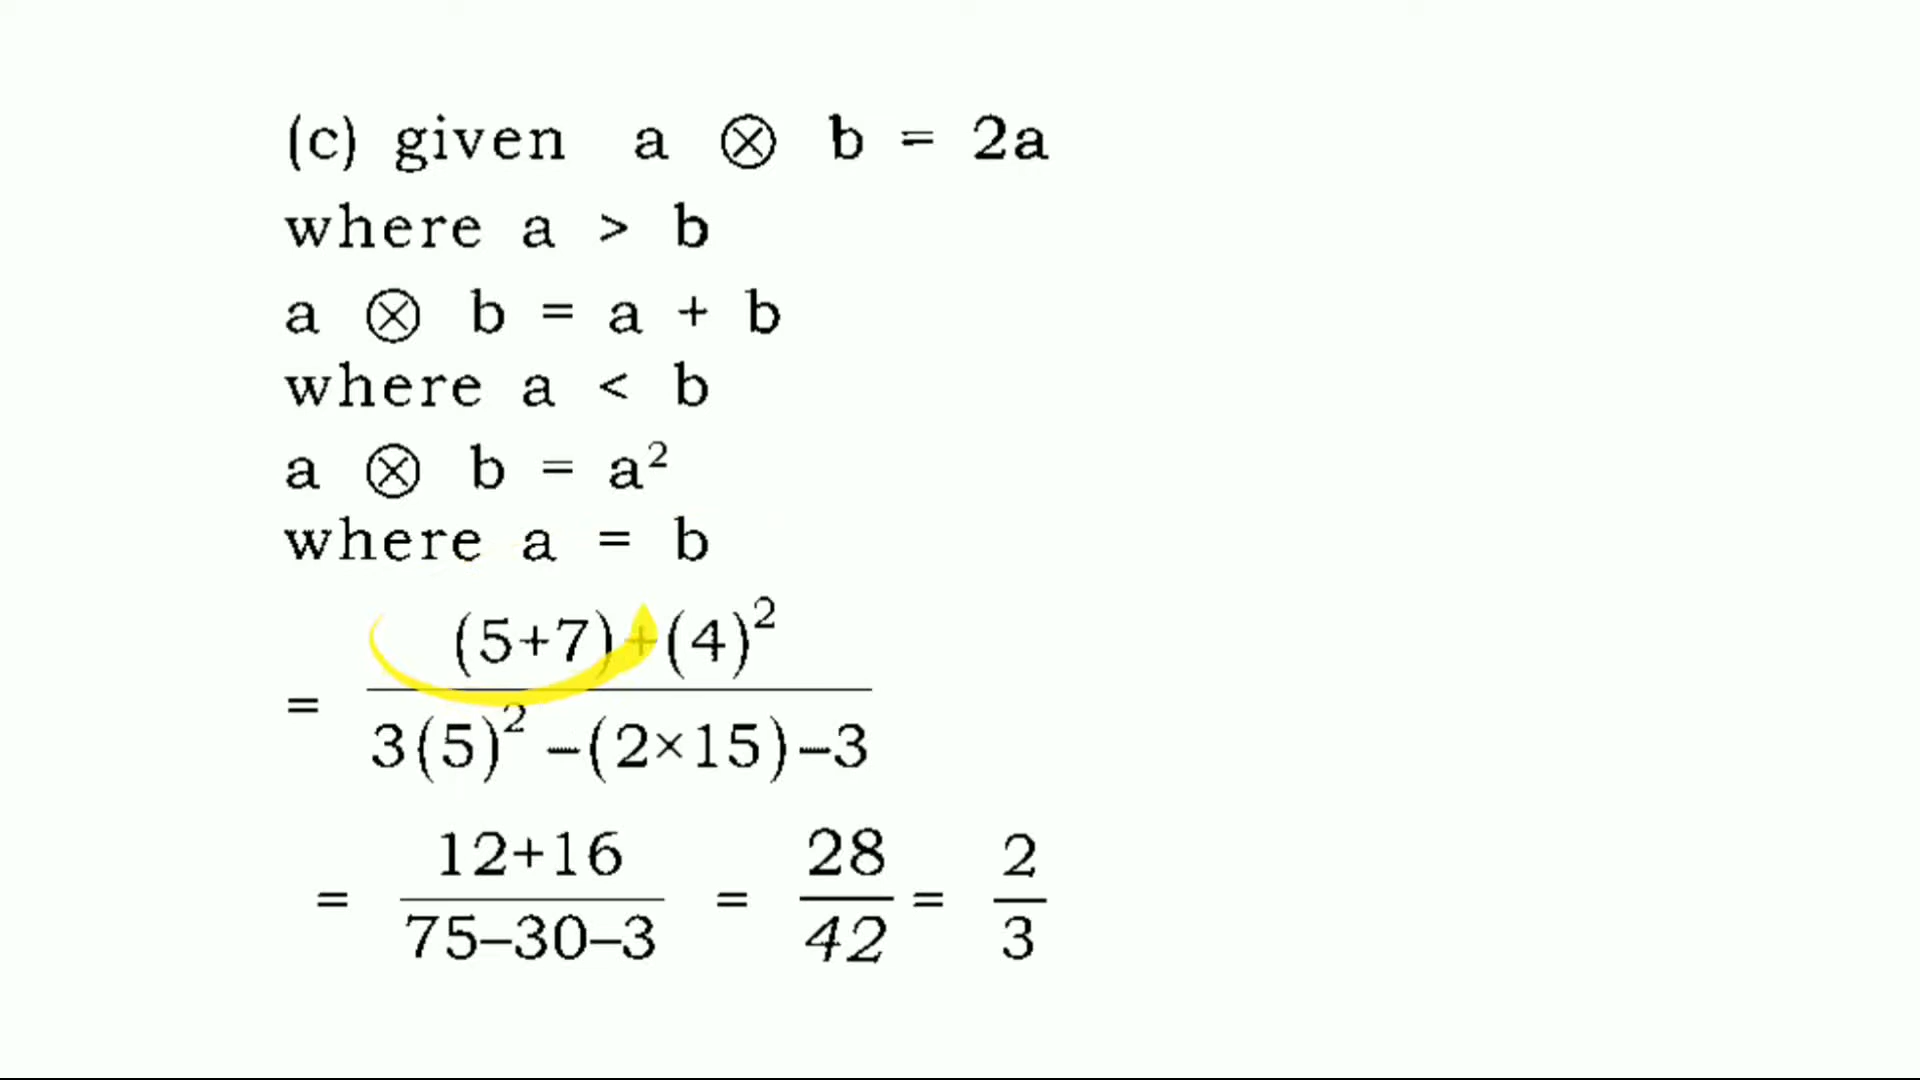 (c) given a ⊗ b = 2a
where a > b
a ⊗ b = a + b
where a < b
a ⊗ b = a²
where a = b
= (5+7)+(4)² / 3(5)²–(2×15)–3
= 12+16 / 75–30–3 = 28/42 = 2/3